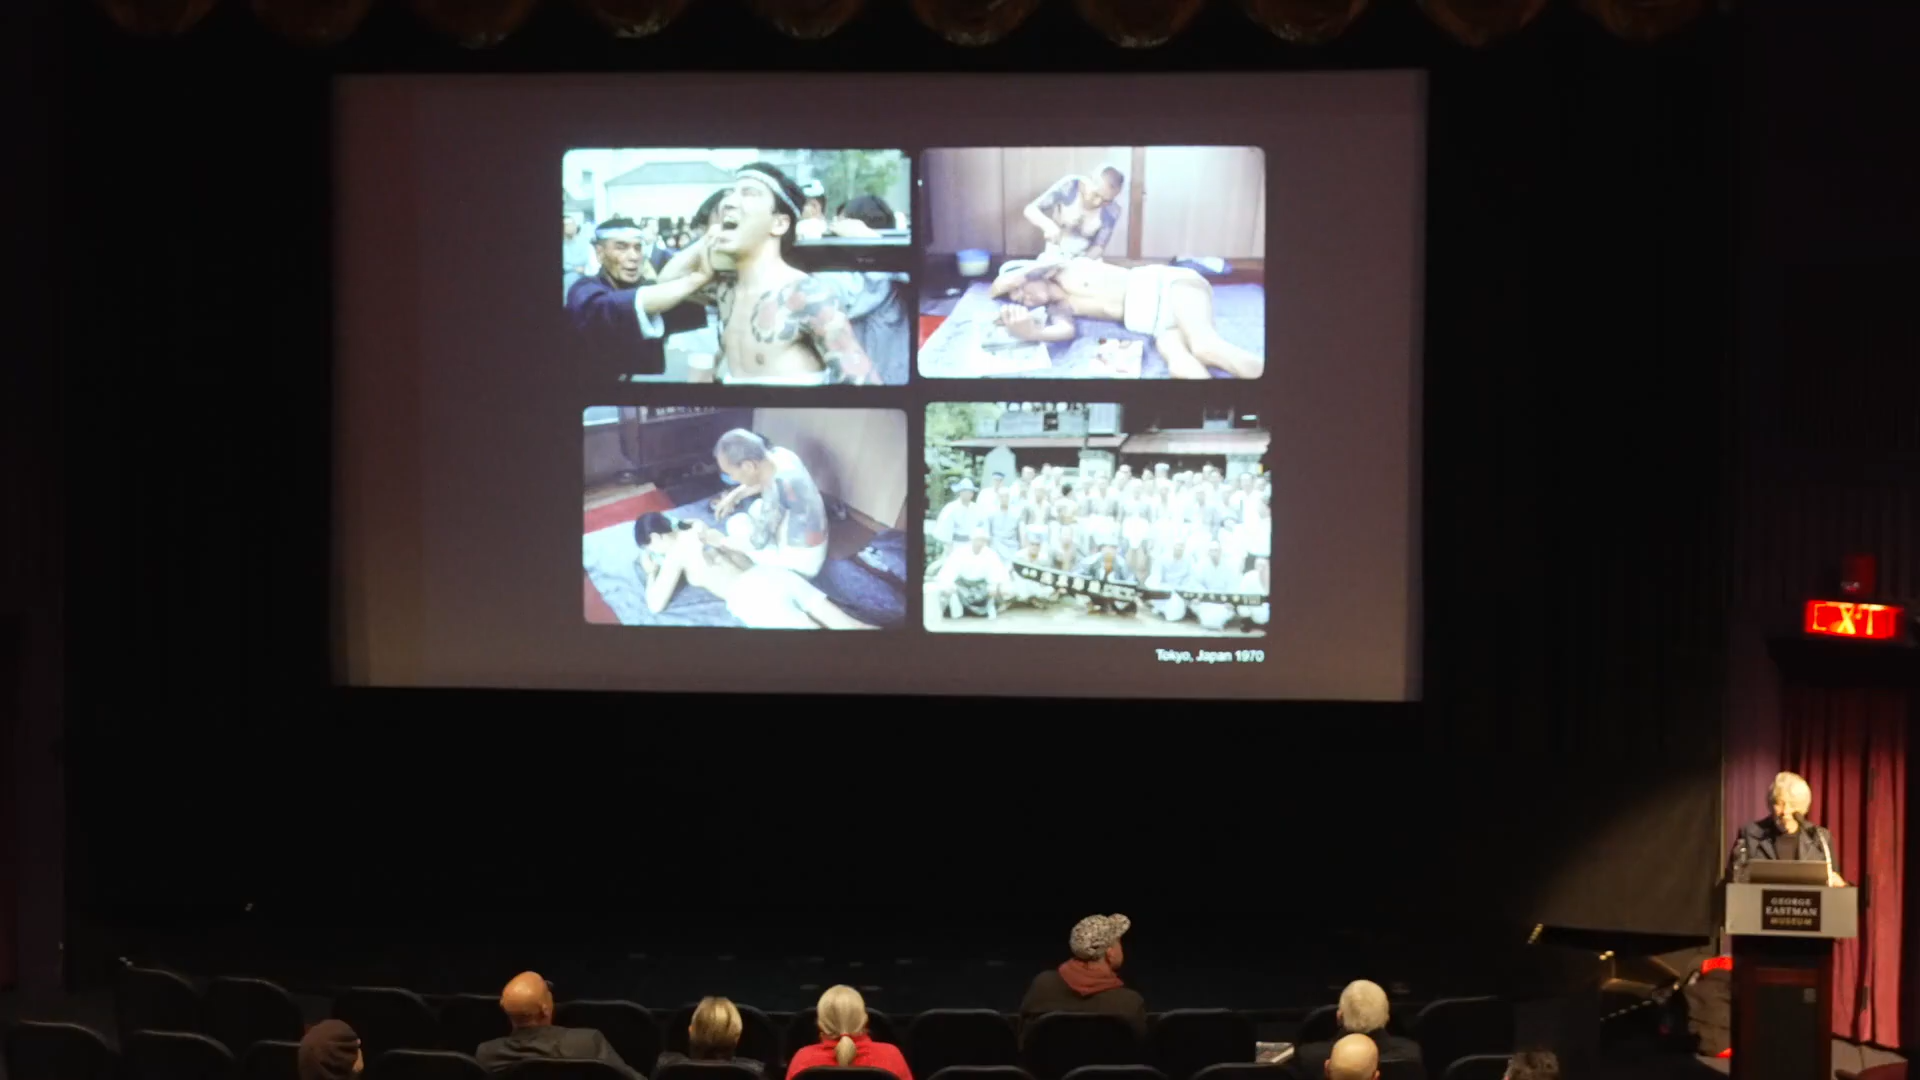 Tokyo, Japan 1970
EXIT
GEORGE
EASTMAN
MUSEUM